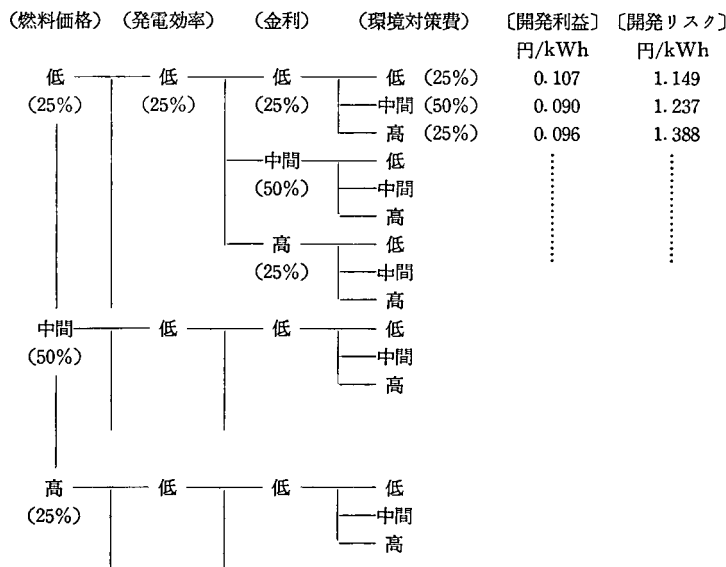 (燃料価格) (発電効率) (金利) (環境対策費) 〔開発利益〕 〔開発リスク〕
円/kWh 円/kWh
低 低 低 低 (25%) 0.107 1.149
(25%) (25%) (25%) 中間 (50%) 0.090 1.237
高 (25%) 0.096 1.388
中間 低
(50%) 中間
高
高 低
(25%) 中間
高
中間 低 低 低
(50%) 中間
高
高 低 低 低
(25%) 中間
高